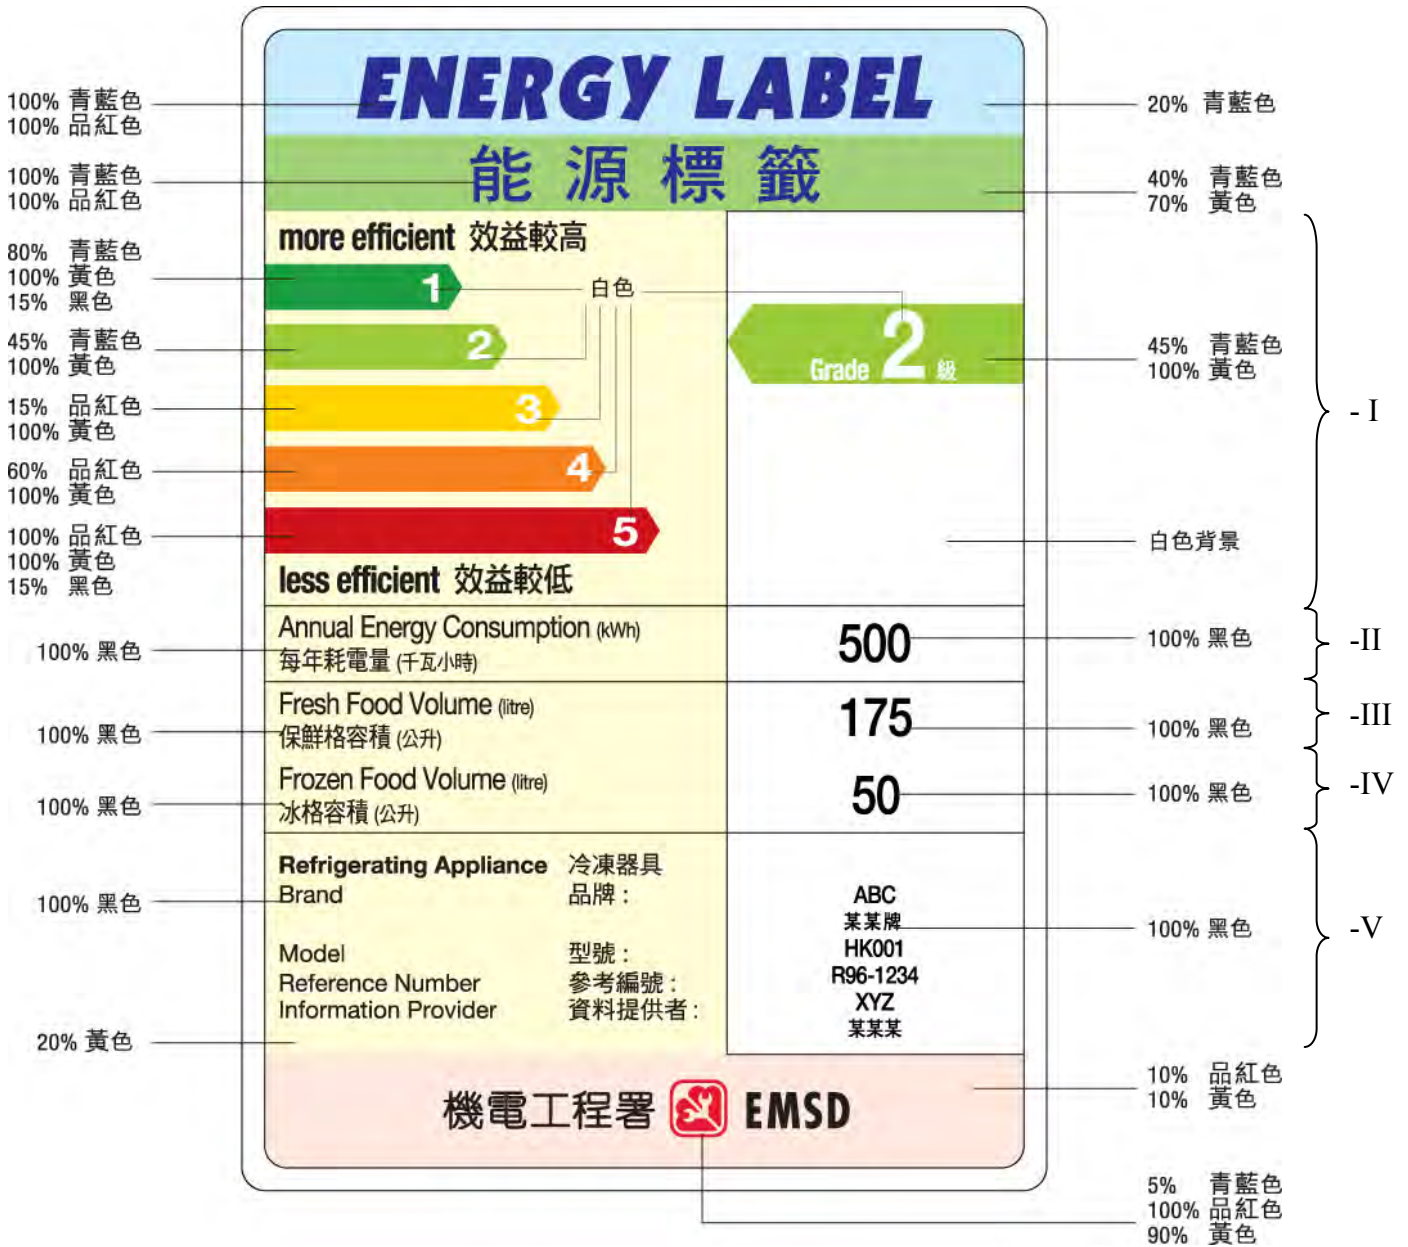 ENERGY LABEL
能源標籤
100% 青藍色
100% 品紅色
100% 青藍色
100% 品紅色
80% 青藍色
100% 黃色
15% 黑色
45% 青藍色
100% 黃色
15% 品紅色
100% 黃色
60% 品紅色
100% 黃色
100% 品紅色
100% 黃色
15% 黑色
100% 黑色
100% 黑色
100% 黑色
100% 黑色
20% 黃色
more efficient 效益較高
1
2
3
4
5
白色
less efficient 效益較低
Grade 2 級
Annual Energy Consumption (kWh)
每年耗電量 (千瓦小時)
500
Fresh Food Volume (litre)
保鮮格容積 (公升)
175
Frozen Food Volume (litre)
冰格容積 (公升)
50
Refrigerating Appliance 冷凍器具
Brand 品牌 :
Model 型號 :
Reference Number 參考編號 :
Information Provider 資料提供者 :
ABC
某某牌
HK001
R96-1234
XYZ
某某某
機電工程署 EMSD
20% 青藍色
40% 青藍色
70% 黃色
45% 青藍色
100% 黃色
白色背景
100% 黑色
100% 黑色
100% 黑色
100% 黑色
10% 品紅色
10% 黃色
5% 青藍色
100% 品紅色
90% 黃色
- I
-II
-III
-IV
-V